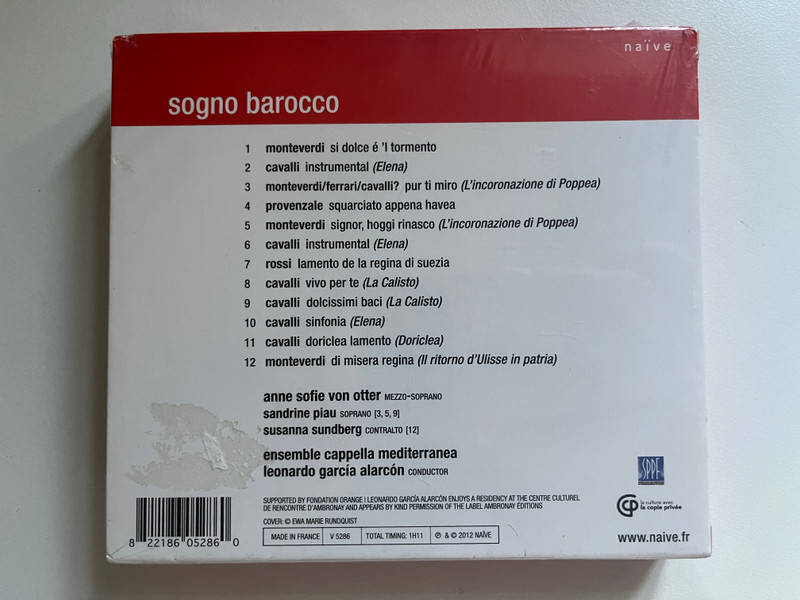 naïve
sogno barocco
1 monteverdi si dolce é 'l tormento
2 cavalli instrumental (Elena)
3 monteverdi/ferrari/cavalli? pur ti miro (L'incoronazione di Poppea)
4 provenzale squarciato appena havea
5 monteverdi signor, hoggi rinasco (L'incoronazione di Poppea)
6 cavalli instrumental (Elena)
7 rossi lamento de la regina di suezia
8 cavalli vivo per te (La Calisto)
9 cavalli dolcissimi baci (La Calisto)
10 cavalli sinfonia (Elena)
11 cavalli doriclea lamento (Doriclea)
12 monteverdi di misera regina (Il ritorno d'Ulisse in patria)
anne sofie von otter MEZZO-SOPRANO
sandrine piau SOPRANO [3, 5, 9]
susanna sundberg CONTRALTO [12]
ensemble cappella mediterranea
leonardo garcía alarcón CONDUCTOR
SPPF
SUPPORTED BY FONDATION ORANGE I LEONARDO GARCÍA ALARCÓN ENJOYS A RESIDENCY AT THE CENTRE CULTUREL
DE RENCONTRE D'AMBRONAY AND APPEARS BY KIND PERMISSION OF THE LABEL AMBRONAY ÉDITIONS
COVER: © EWA MARIE RUNDQUIST
MADE IN FRANCE V 5286 TOTAL TIMING: 1H11 ℗ & © 2012 NAÏVE
la culture avec
la copie privée
www.naive.fr
8 22186 05286 0